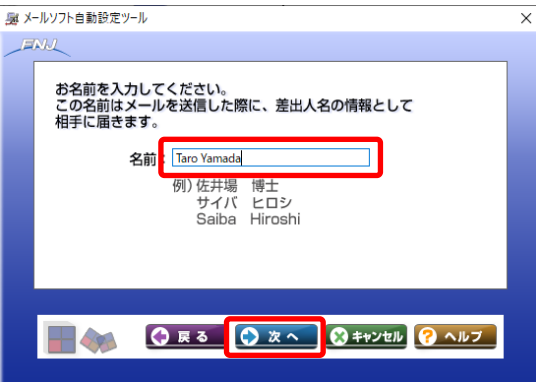 メールソフト自動設定ツール
FNJ
お名前を入力してください。
この名前はメールを送信した際に、差出人名の情報として
相手に届きます。
名前: Taro Yamada
例) 佐井場 博士
サイバ ヒロシ
Saiba Hiroshi
戻る 次へ キャンセル ヘルプ